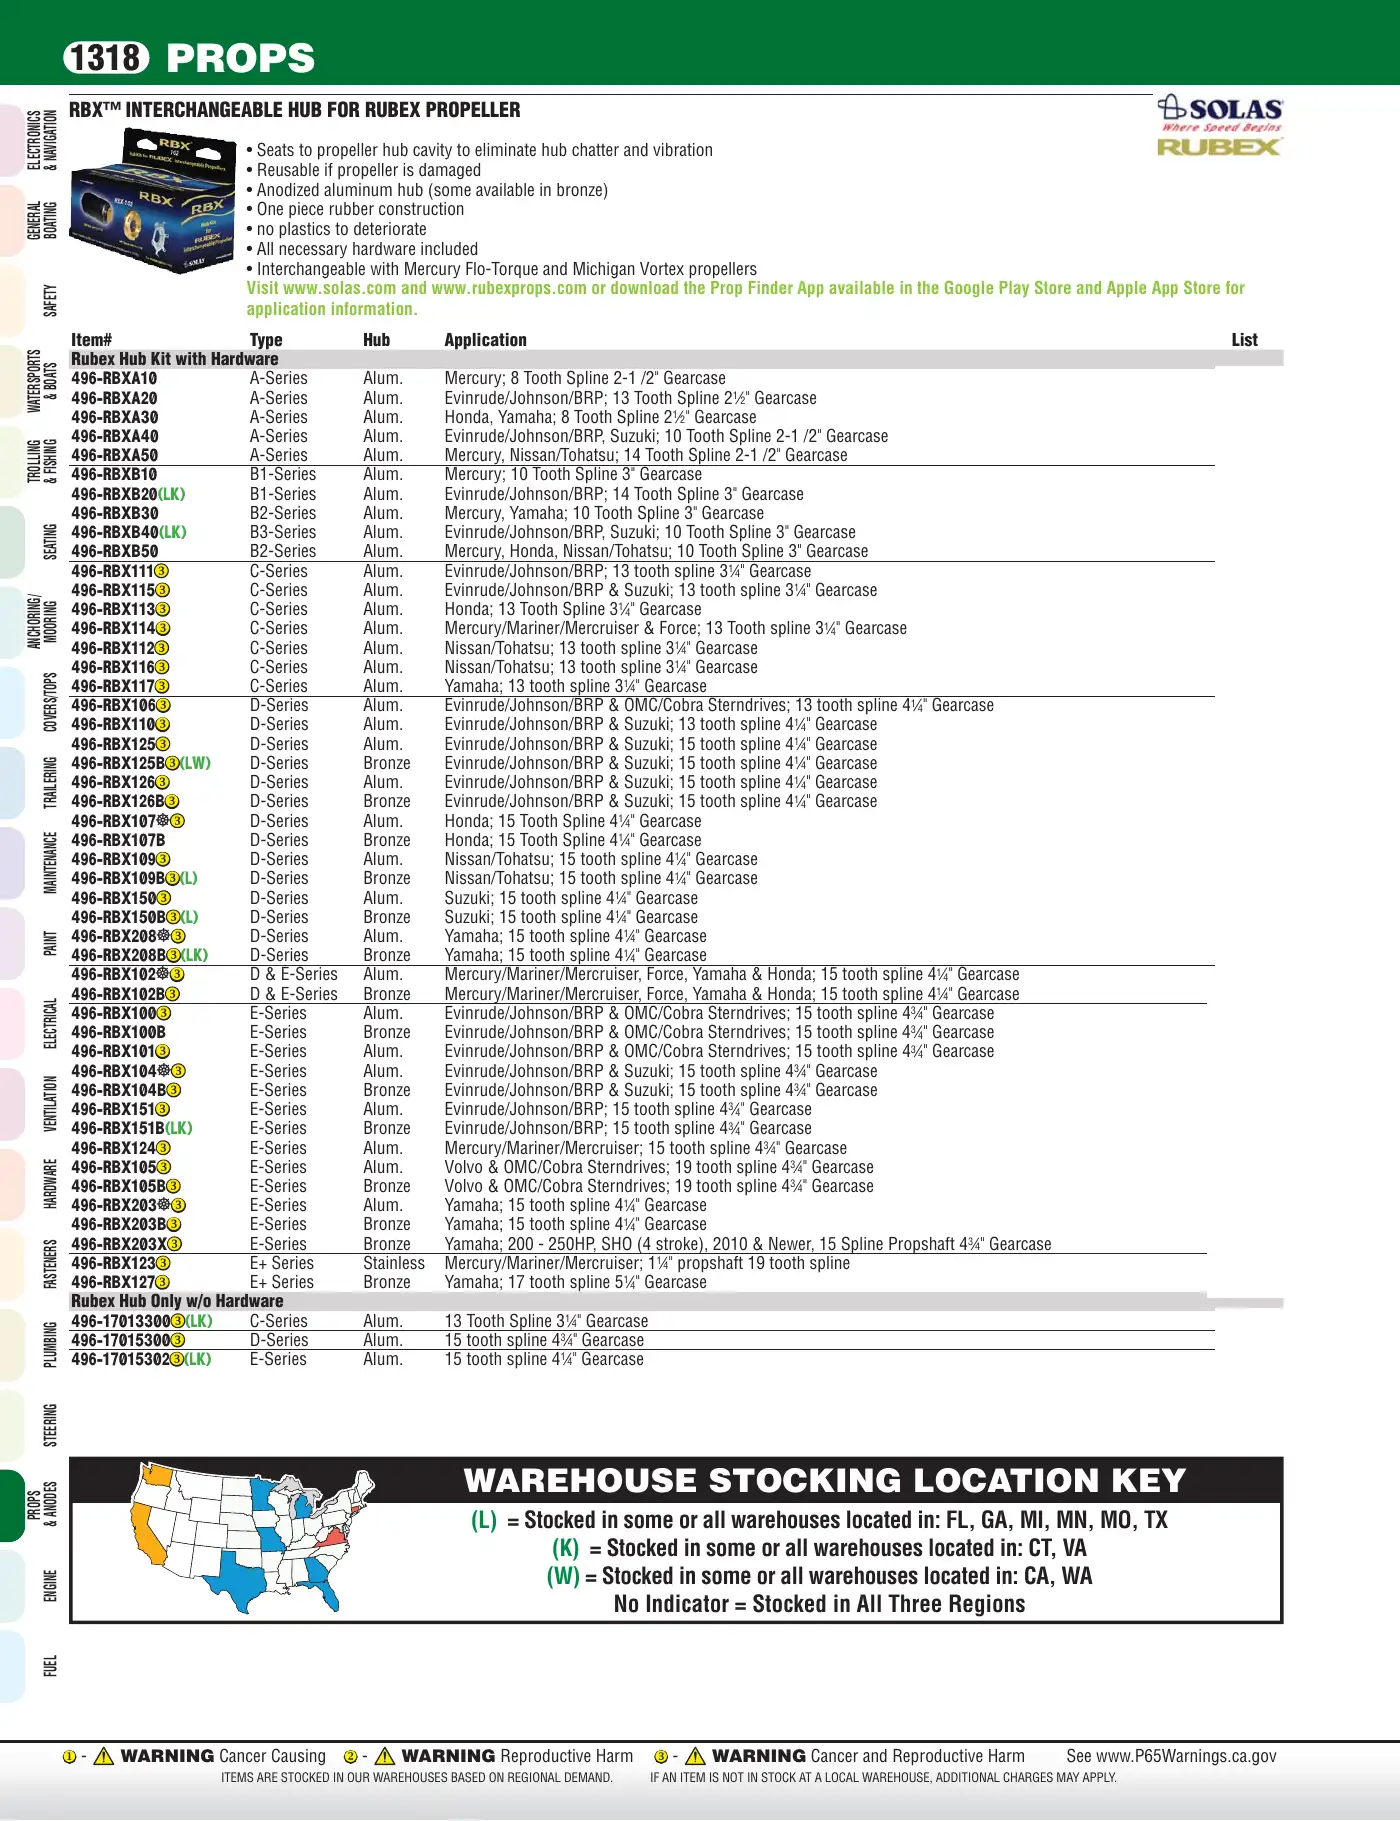 1318 PROPS
RBX™ INTERCHANGEABLE HUB FOR RUBEX PROPELLER
SOLAS
Where Speed Begins
RUBEX
• Seats to propeller hub cavity to eliminate hub chatter and vibration
• Reusable if propeller is damaged
• Anodized aluminum hub (some available in bronze)
• One piece rubber construction
• no plastics to deteriorate
• All necessary hardware included
• Interchangeable with Mercury Flo-Torque and Michigan Vortex propellers
Visit www.solas.com and www.rubexprops.com or download the Prop Finder App available in the Google Play Store and Apple App Store for
application information.
Item# Type Hub Application List
Rubex Hub Kit with Hardware
496-RBXA10 A-Series Alum. Mercury; 8 Tooth Spline 2-1 /2" Gearcase
496-RBXA20 A-Series Alum. Evinrude/Johnson/BRP; 13 Tooth Spline 2½" Gearcase
496-RBXA30 A-Series Alum. Honda, Yamaha; 8 Tooth Spline 2½" Gearcase
496-RBXA40 A-Series Alum. Evinrude/Johnson/BRP, Suzuki; 10 Tooth Spline 2-1 /2" Gearcase
496-RBXA50 A-Series Alum. Mercury, Nissan/Tohatsu; 14 Tooth Spline 2-1 /2" Gearcase
496-RBXB10 B1-Series Alum. Mercury; 10 Tooth Spline 3" Gearcase
496-RBXB20(LK) B1-Series Alum. Evinrude/Johnson/BRP; 14 Tooth Spline 3" Gearcase
496-RBXB30 B2-Series Alum. Mercury, Yamaha; 10 Tooth Spline 3" Gearcase
496-RBXB40(LK) B3-Series Alum. Evinrude/Johnson/BRP, Suzuki; 10 Tooth Spline 3" Gearcase
496-RBXB50 B2-Series Alum. Mercury, Honda, Nissan/Tohatsu; 10 Tooth Spline 3" Gearcase
496-RBX111③ C-Series Alum. Evinrude/Johnson/BRP; 13 tooth spline 3¼" Gearcase
496-RBX115③ C-Series Alum. Evinrude/Johnson/BRP & Suzuki; 13 tooth spline 3¼" Gearcase
496-RBX113③ C-Series Alum. Honda; 13 Tooth Spline 3¼" Gearcase
496-RBX114③ C-Series Alum. Mercury/Mariner/Mercruiser & Force; 13 Tooth spline 3¼" Gearcase
496-RBX112③ C-Series Alum. Nissan/Tohatsu; 13 tooth spline 3¼" Gearcase
496-RBX116③ C-Series Alum. Nissan/Tohatsu; 13 tooth spline 3¼" Gearcase
496-RBX117③ C-Series Alum. Yamaha; 13 tooth spline 3¼" Gearcase
496-RBX106③ D-Series Alum. Evinrude/Johnson/BRP & OMC/Cobra Sterndrives; 13 tooth spline 4¼" Gearcase
496-RBX110③ D-Series Alum. Evinrude/Johnson/BRP & Suzuki; 13 tooth spline 4¼" Gearcase
496-RBX125③ D-Series Alum. Evinrude/Johnson/BRP & Suzuki; 15 tooth spline 4¼" Gearcase
496-RBX125B③(LW) D-Series Bronze Evinrude/Johnson/BRP & Suzuki; 15 tooth spline 4¼" Gearcase
496-RBX126③ D-Series Alum. Evinrude/Johnson/BRP & Suzuki; 15 tooth spline 4¼" Gearcase
496-RBX126B③ D-Series Bronze Evinrude/Johnson/BRP & Suzuki; 15 tooth spline 4¼" Gearcase
496-RBX107☸③ D-Series Alum. Honda; 15 Tooth Spline 4¼" Gearcase
496-RBX107B D-Series Bronze Honda; 15 Tooth Spline 4¼" Gearcase
496-RBX109③ D-Series Alum. Nissan/Tohatsu; 15 tooth spline 4¼" Gearcase
496-RBX109B③(L) D-Series Bronze Nissan/Tohatsu; 15 tooth spline 4¼" Gearcase
496-RBX150③ D-Series Alum. Suzuki; 15 tooth spline 4¼" Gearcase
496-RBX150B③(L) D-Series Bronze Suzuki; 15 tooth spline 4¼" Gearcase
496-RBX208☸③ D-Series Alum. Yamaha; 15 tooth spline 4¼" Gearcase
496-RBX208B③(LK) D-Series Bronze Yamaha; 15 tooth spline 4¼" Gearcase
496-RBX102☸③ D & E-Series Alum. Mercury/Mariner/Mercruiser, Force, Yamaha & Honda; 15 tooth spline 4¼" Gearcase
496-RBX102B③ D & E-Series Bronze Mercury/Mariner/Mercruiser, Force, Yamaha & Honda; 15 tooth spline 4¼" Gearcase
496-RBX100③ E-Series Alum. Evinrude/Johnson/BRP & OMC/Cobra Sterndrives; 15 tooth spline 4¾" Gearcase
496-RBX100B E-Series Bronze Evinrude/Johnson/BRP & OMC/Cobra Sterndrives; 15 tooth spline 4¾" Gearcase
496-RBX101③ E-Series Alum. Evinrude/Johnson/BRP & OMC/Cobra Sterndrives; 15 tooth spline 4¾" Gearcase
496-RBX104☸③ E-Series Alum. Evinrude/Johnson/BRP & Suzuki; 15 tooth spline 4¾" Gearcase
496-RBX104B③ E-Series Bronze Evinrude/Johnson/BRP & Suzuki; 15 tooth spline 4¾" Gearcase
496-RBX151③ E-Series Alum. Evinrude/Johnson/BRP; 15 tooth spline 4¾" Gearcase
496-RBX151B(LK) E-Series Bronze Evinrude/Johnson/BRP; 15 tooth spline 4¾" Gearcase
496-RBX124③ E-Series Alum. Mercury/Mariner/Mercruiser; 15 tooth spline 4¾" Gearcase
496-RBX105③ E-Series Alum. Volvo & OMC/Cobra Sterndrives; 19 tooth spline 4¾" Gearcase
496-RBX105B③ E-Series Bronze Volvo & OMC/Cobra Sterndrives; 19 tooth spline 4¾" Gearcase
496-RBX203☸③ E-Series Alum. Yamaha; 15 tooth spline 4¼" Gearcase
496-RBX203B③ E-Series Bronze Yamaha; 15 tooth spline 4¼" Gearcase
496-RBX203X③ E-Series Bronze Yamaha; 200 - 250HP, SHO (4 stroke), 2010 & Newer, 15 Spline Propshaft 4¾" Gearcase
496-RBX123③ E+ Series Stainless Mercury/Mariner/Mercruiser; 1¼" propshaft 19 tooth spline
496-RBX127③ E+ Series Bronze Yamaha; 17 tooth spline 5¼" Gearcase
Rubex Hub Only w/o Hardware
496-17013300③(LK) C-Series Alum. 13 Tooth Spline 3¼" Gearcase
496-17015300③ D-Series Alum. 15 tooth spline 4¾" Gearcase
496-17015302③(LK) E-Series Alum. 15 tooth spline 4¼" Gearcase
WAREHOUSE STOCKING LOCATION KEY
(L) = Stocked in some or all warehouses located in: FL, GA, MI, MN, MO, TX
(K) = Stocked in some or all warehouses located in: CT, VA
(W) = Stocked in some or all warehouses located in: CA, WA
No Indicator = Stocked in All Three Regions
ELECTRONICS
& NAVIGATION
GENERAL
BOATING
SAFETY
WATERSPORTS
& BOATS
TROLLING
& FISHING
SEATING
ANCHORING/
MOORING
COVERS/TOPS
TRAILERING
MAINTENANCE
PAINT
ELECTRICAL
VENTILATION
HARDWARE
FASTENERS
PLUMBING
STEERING
PROPS
& ANODES
ENGINE
FUEL
① - ⚠ WARNING Cancer Causing ② - ⚠ WARNING Reproductive Harm ③ - ⚠ WARNING Cancer and Reproductive Harm See www.P65Warnings.ca.gov
ITEMS ARE STOCKED IN OUR WAREHOUSES BASED ON REGIONAL DEMAND. IF AN ITEM IS NOT IN STOCK AT A LOCAL WAREHOUSE, ADDITIONAL CHARGES MAY APPLY.